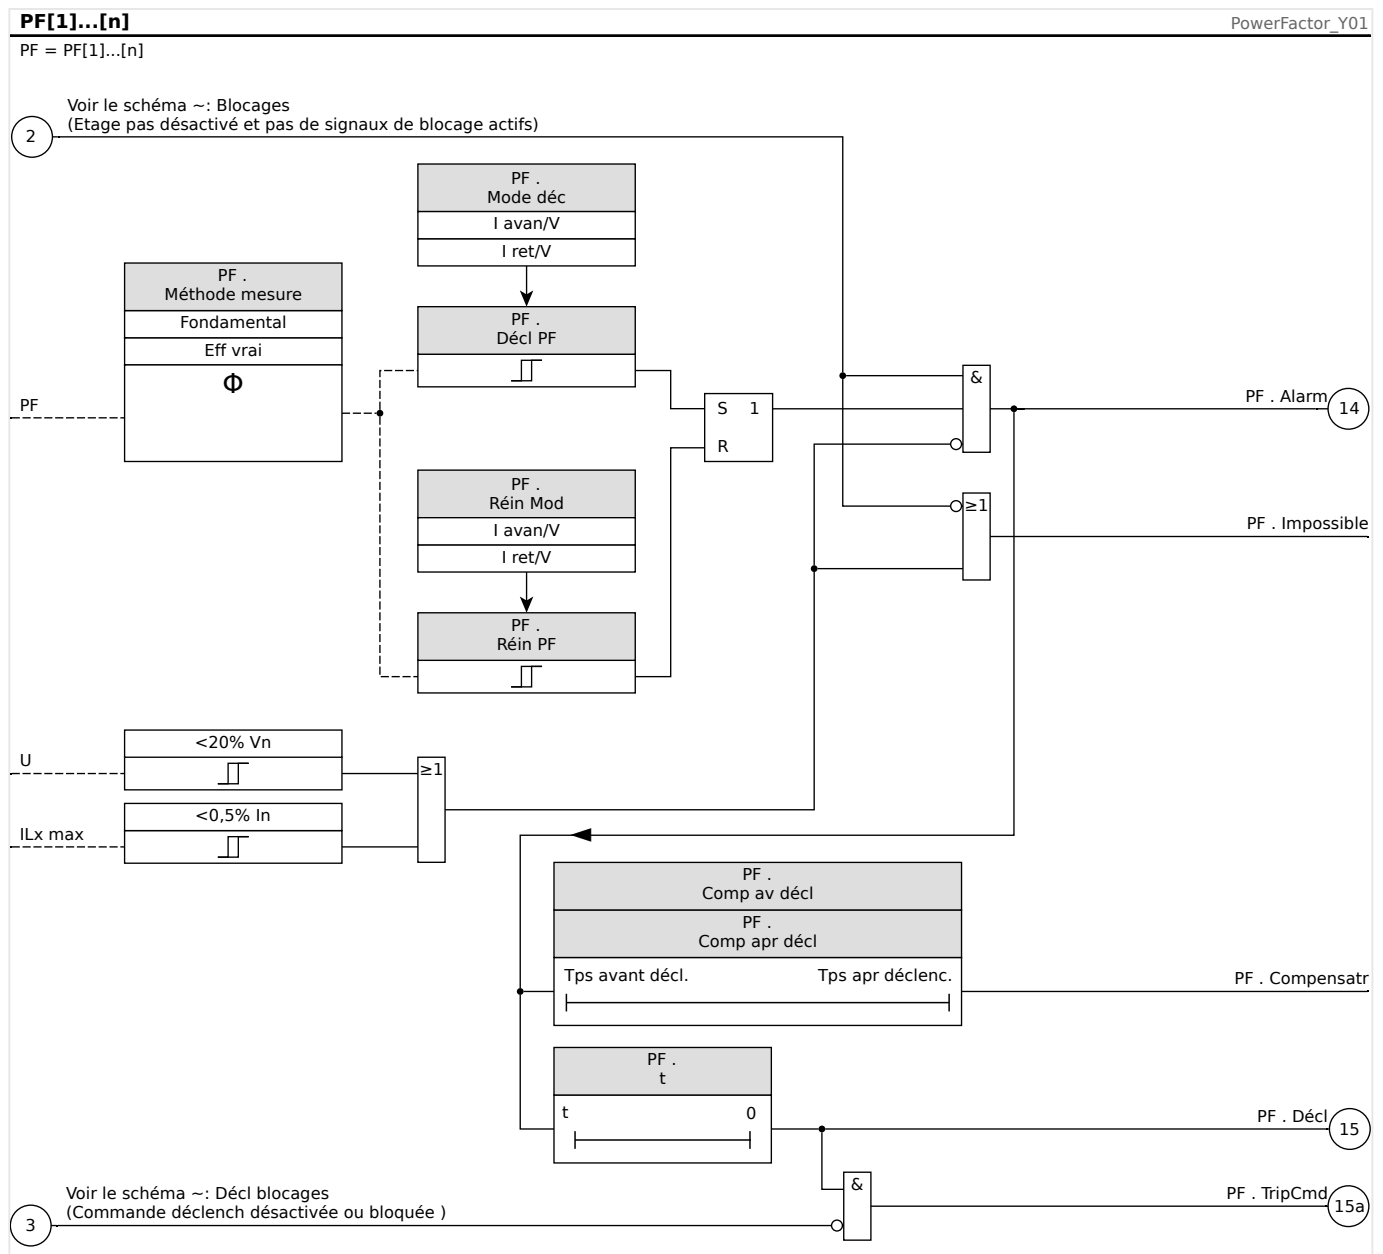 PF[1]...[n]
PowerFactor_Y01
PF = PF[1]...[n]
Voir le schéma ~: Blocages
(Etage pas désactivé et pas de signaux de blocage actifs)
2
PF .
Mode déc
I avan/V
I ret/V
PF .
Méthode mesure
Fondamental
Eff vrai
Φ
PF
PF .
Décl PF
S 1
R
&
PF . Alarm
14
PF .
Réin Mod
I avan/V
I ret/V
≥1
PF . Impossible
PF .
Réin PF
U
<20% Vn
≥1
ILx max
<0,5% In
PF .
Comp av décl
PF .
Comp apr décl
Tps avant décl.
Tps apr déclenc.
PF . Compensatr
PF .
t
t
0
PF . Décl
15
&
PF . TripCmd
15a
Voir le schéma ~: Décl blocages
(Commande déclench désactivée ou bloquée )
3